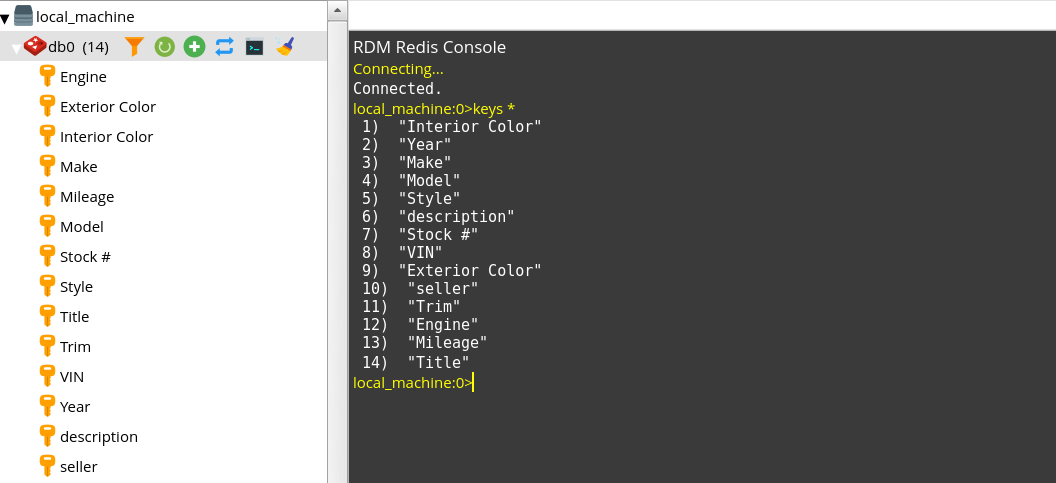 local_machine
db0 (14)
Engine
Exterior Color
Interior Color
Make
Mileage
Model
Stock #
Style
Title
Trim
VIN
Year
description
seller
RDM Redis Console
Connecting...
Connected.
local_machine:0>keys *
1) "Interior Color"
2) "Year"
3) "Make"
4) "Model"
5) "Style"
6) "description"
7) "Stock #"
8) "VIN"
9) "Exterior Color"
10) "seller"
11) "Trim"
12) "Engine"
13) "Mileage"
14) "Title"
local_machine:0>